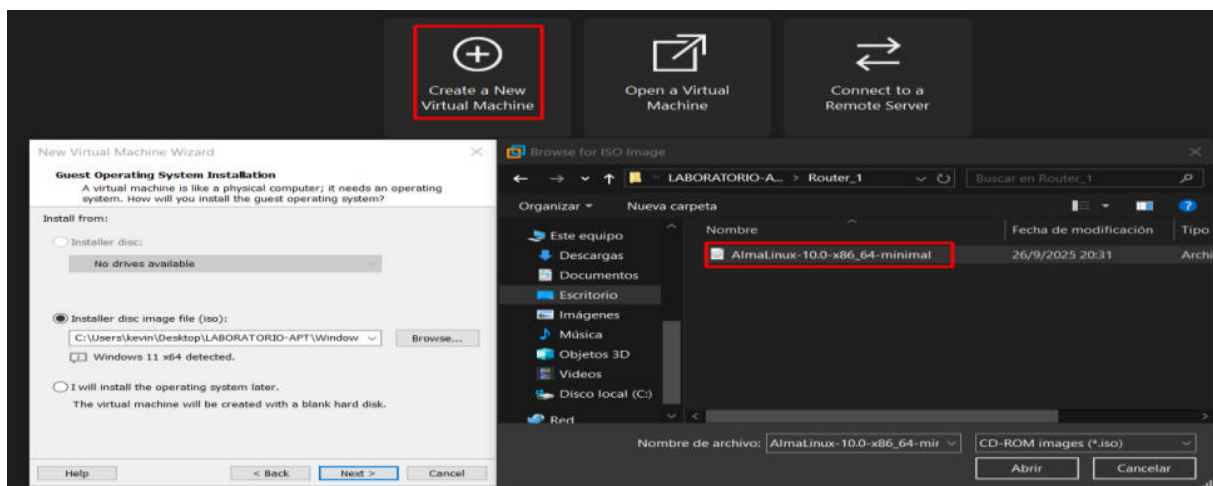 Create a New
Virtual Machine
Open a Virtual
Machine
Connect to a
Remote Server
New Virtual Machine Wizard
Guest Operating System Installation
A virtual machine is like a physical computer; it needs an operating
system. How will you install the guest operating system?
Install from:
Installer disc:
No drives available
Installer disc image file (iso):
C:\Users\kevin\Desktop\LABORATORIO-APT\Window
Browse...
Windows 11 x64 detected.
I will install the operating system later.
The virtual machine will be created with a blank hard disk.
Help
< Back
Next >
Cancel
Browse for ISO Image
LABORATORIO-A... > Router_1
Buscar en Router_1
Organizar
Nueva carpeta
Este equipo
Descargas
Documentos
Escritorio
Imágenes
Música
Objetos 3D
Videos
Disco local (C:)
Red
Nombre
Fecha de modificación
Tipo
AlmaLinux-10.0-x86_64-minimal
26/9/2025 20:31
Archi
Nombre de archivo:
AlmaLinux-10.0-x86_64-mir
CD-ROM images (*.iso)
Abrir
Cancelar